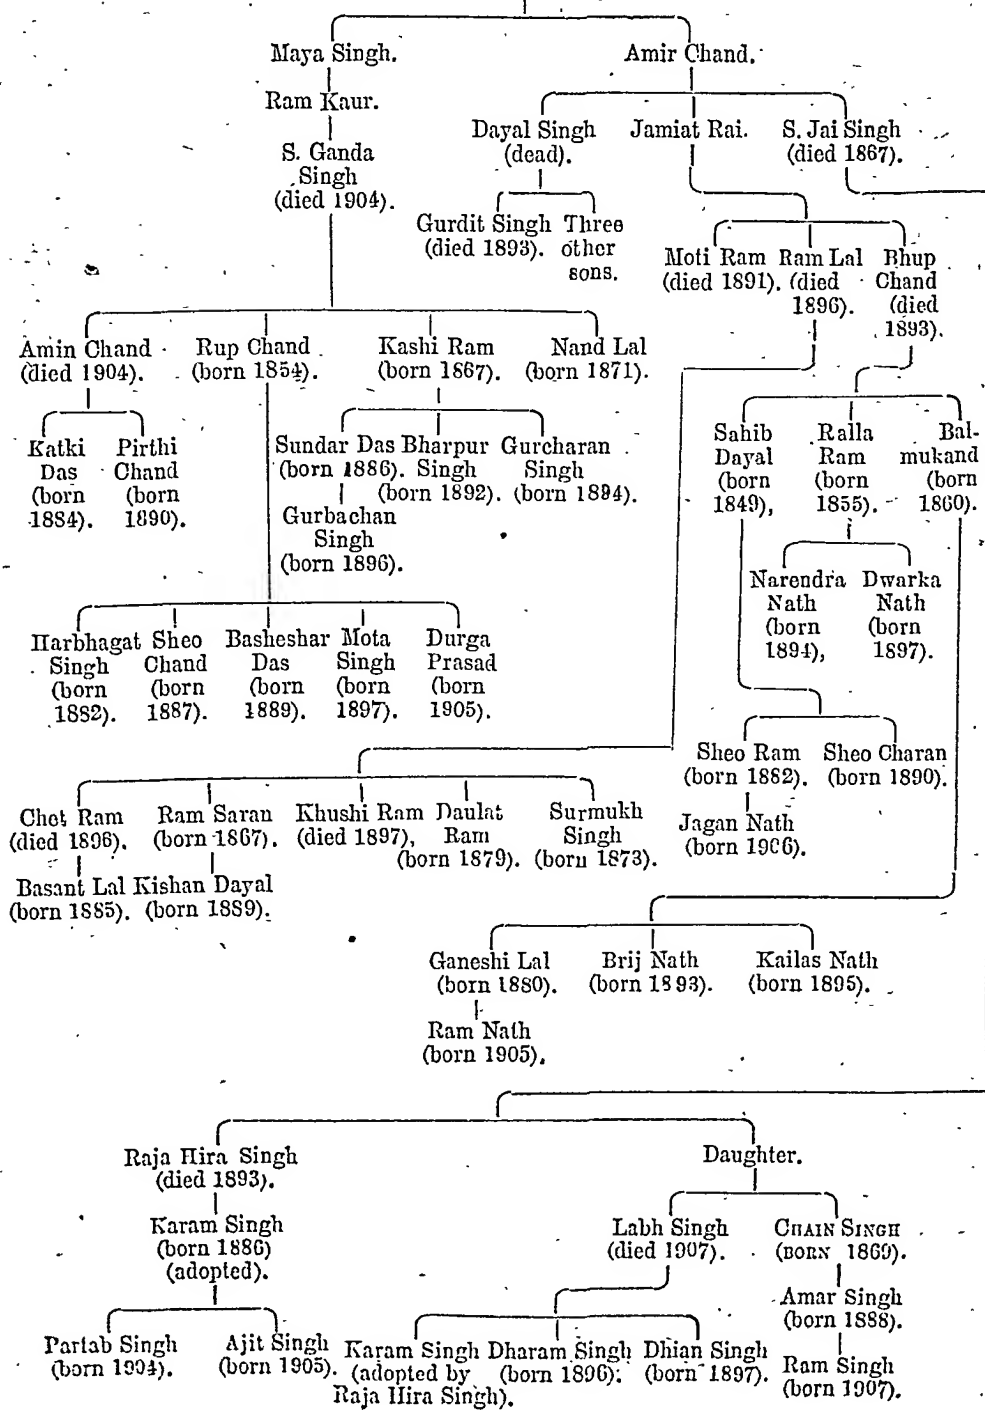 Maya Singh.
Amir Chand.
Ram Kaur.
S. Ganda
Singh
(died 1904).
Dayal Singh
(dead).
Jamiat Rai.
S. Jai Singh
(died 1867).
Gurdit Singh
(died 1893).
Three
other
sons.
Moti Ram
(died 1891).
Ram Lal
(died
1896).
Bhup
Chand
(died
1893).
Amin Chand
(died 1904).
Rup Chand
(born 1854).
Kashi Ram
(born 1867).
Nand Lal
(born 1871).
Katki
Das
(born
1884).
Pirthi
Chand
(born
1890).
Sundar Das
(born 1886).
Bharpur
Singh
(born 1892).
Gurcharan
Singh
(born 1894).
Gurbachan
Singh
(born 1896).
Sahib
Dayal
(born
1849),
Ralla
Ram
(born
1855).
Bal-
mukand
(born
1860).
Narendra
Nath
(born
1894),
Dwarka
Nath
(born
1897).
Harbhagat
Singh
(born
1882).
Sheo
Chand
(born
1887).
Basheshar
Das
(born
1889).
Mota
Singh
(born
1897).
Durga
Prasad
(born
1905).
Sheo Ram
(born 1882).
Sheo Charan
(born 1890).
Jagan Nath
(born 1906).
Chet Ram
(died 1896).
Ram Saran
(born 1867).
Khushi Ram
(died 1897),
Daulat
Ram
(born 1879).
Surmukh
Singh
(born 1873).
Basant Lal
(born 1885).
Kishan Dayal
(born 1889).
Ganeshi Lal
(born 1880).
Brij Nath
(born 1893).
Kailas Nath
(born 1895).
Ram Nath
(born 1905).
Raja Hira Singh
(died 1893).
Daughter.
Karam Singh
(born 1886)
(adopted).
Labh Singh
(died 1907).
CHAIN SINGH
(BORN 1869).
Amar Singh
(born 1888).
Partab Singh
(born 1904).
Ajit Singh
(born 1905).
Karam Singh
(adopted by
Raja Hira Singh).
Dharam Singh
(born 1896).
Dhian Singh
(born 1897).
Ram Singh
(born 1907).